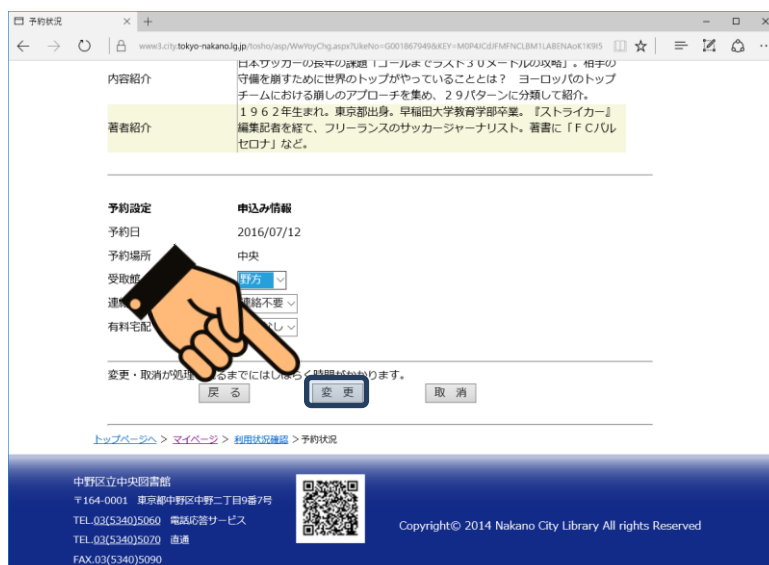 予約状況
www3.city.tokyo-nakano.lg.jp/tosho/asp/WwYoyChg.aspx?UkeNo=G001867949&KEY=
日本サッカーの長年の課題「ゴールまでラスト30メートルの攻略」。相手の
内容紹介 守備を崩すために世界のトップがやっていることとは？ ヨーロッパのトップ
チームにおける崩しのアプローチを集め、29パターンに分類して紹介。
1962年生まれ。東京都出身。早稲田大学教育学部卒業。『ストライカー』
著者紹介 編集記者を経て、フリーランスのサッカージャーナリスト。著書に「FCバル
セロナ」など。
予約設定 申込み情報
予約日 2016/07/12
予約場所 中央
受取館 野方
連絡不要
有料宅配
変更・取消が処理 るまでにはしばらく時間がかかります。
戻 る 変 更 取 消
トップページへ > マイページ > 利用状況確認 >予約状況
中野区立中央図書館
〒164-0001 東京都中野区中野二丁目9番7号
TEL.03(5340)5060 電話応答サービス
TEL.03(5340)5070 直通
Copyright© 2014 Nakano City Library All rights Reserved
FAX.03(5340)5090